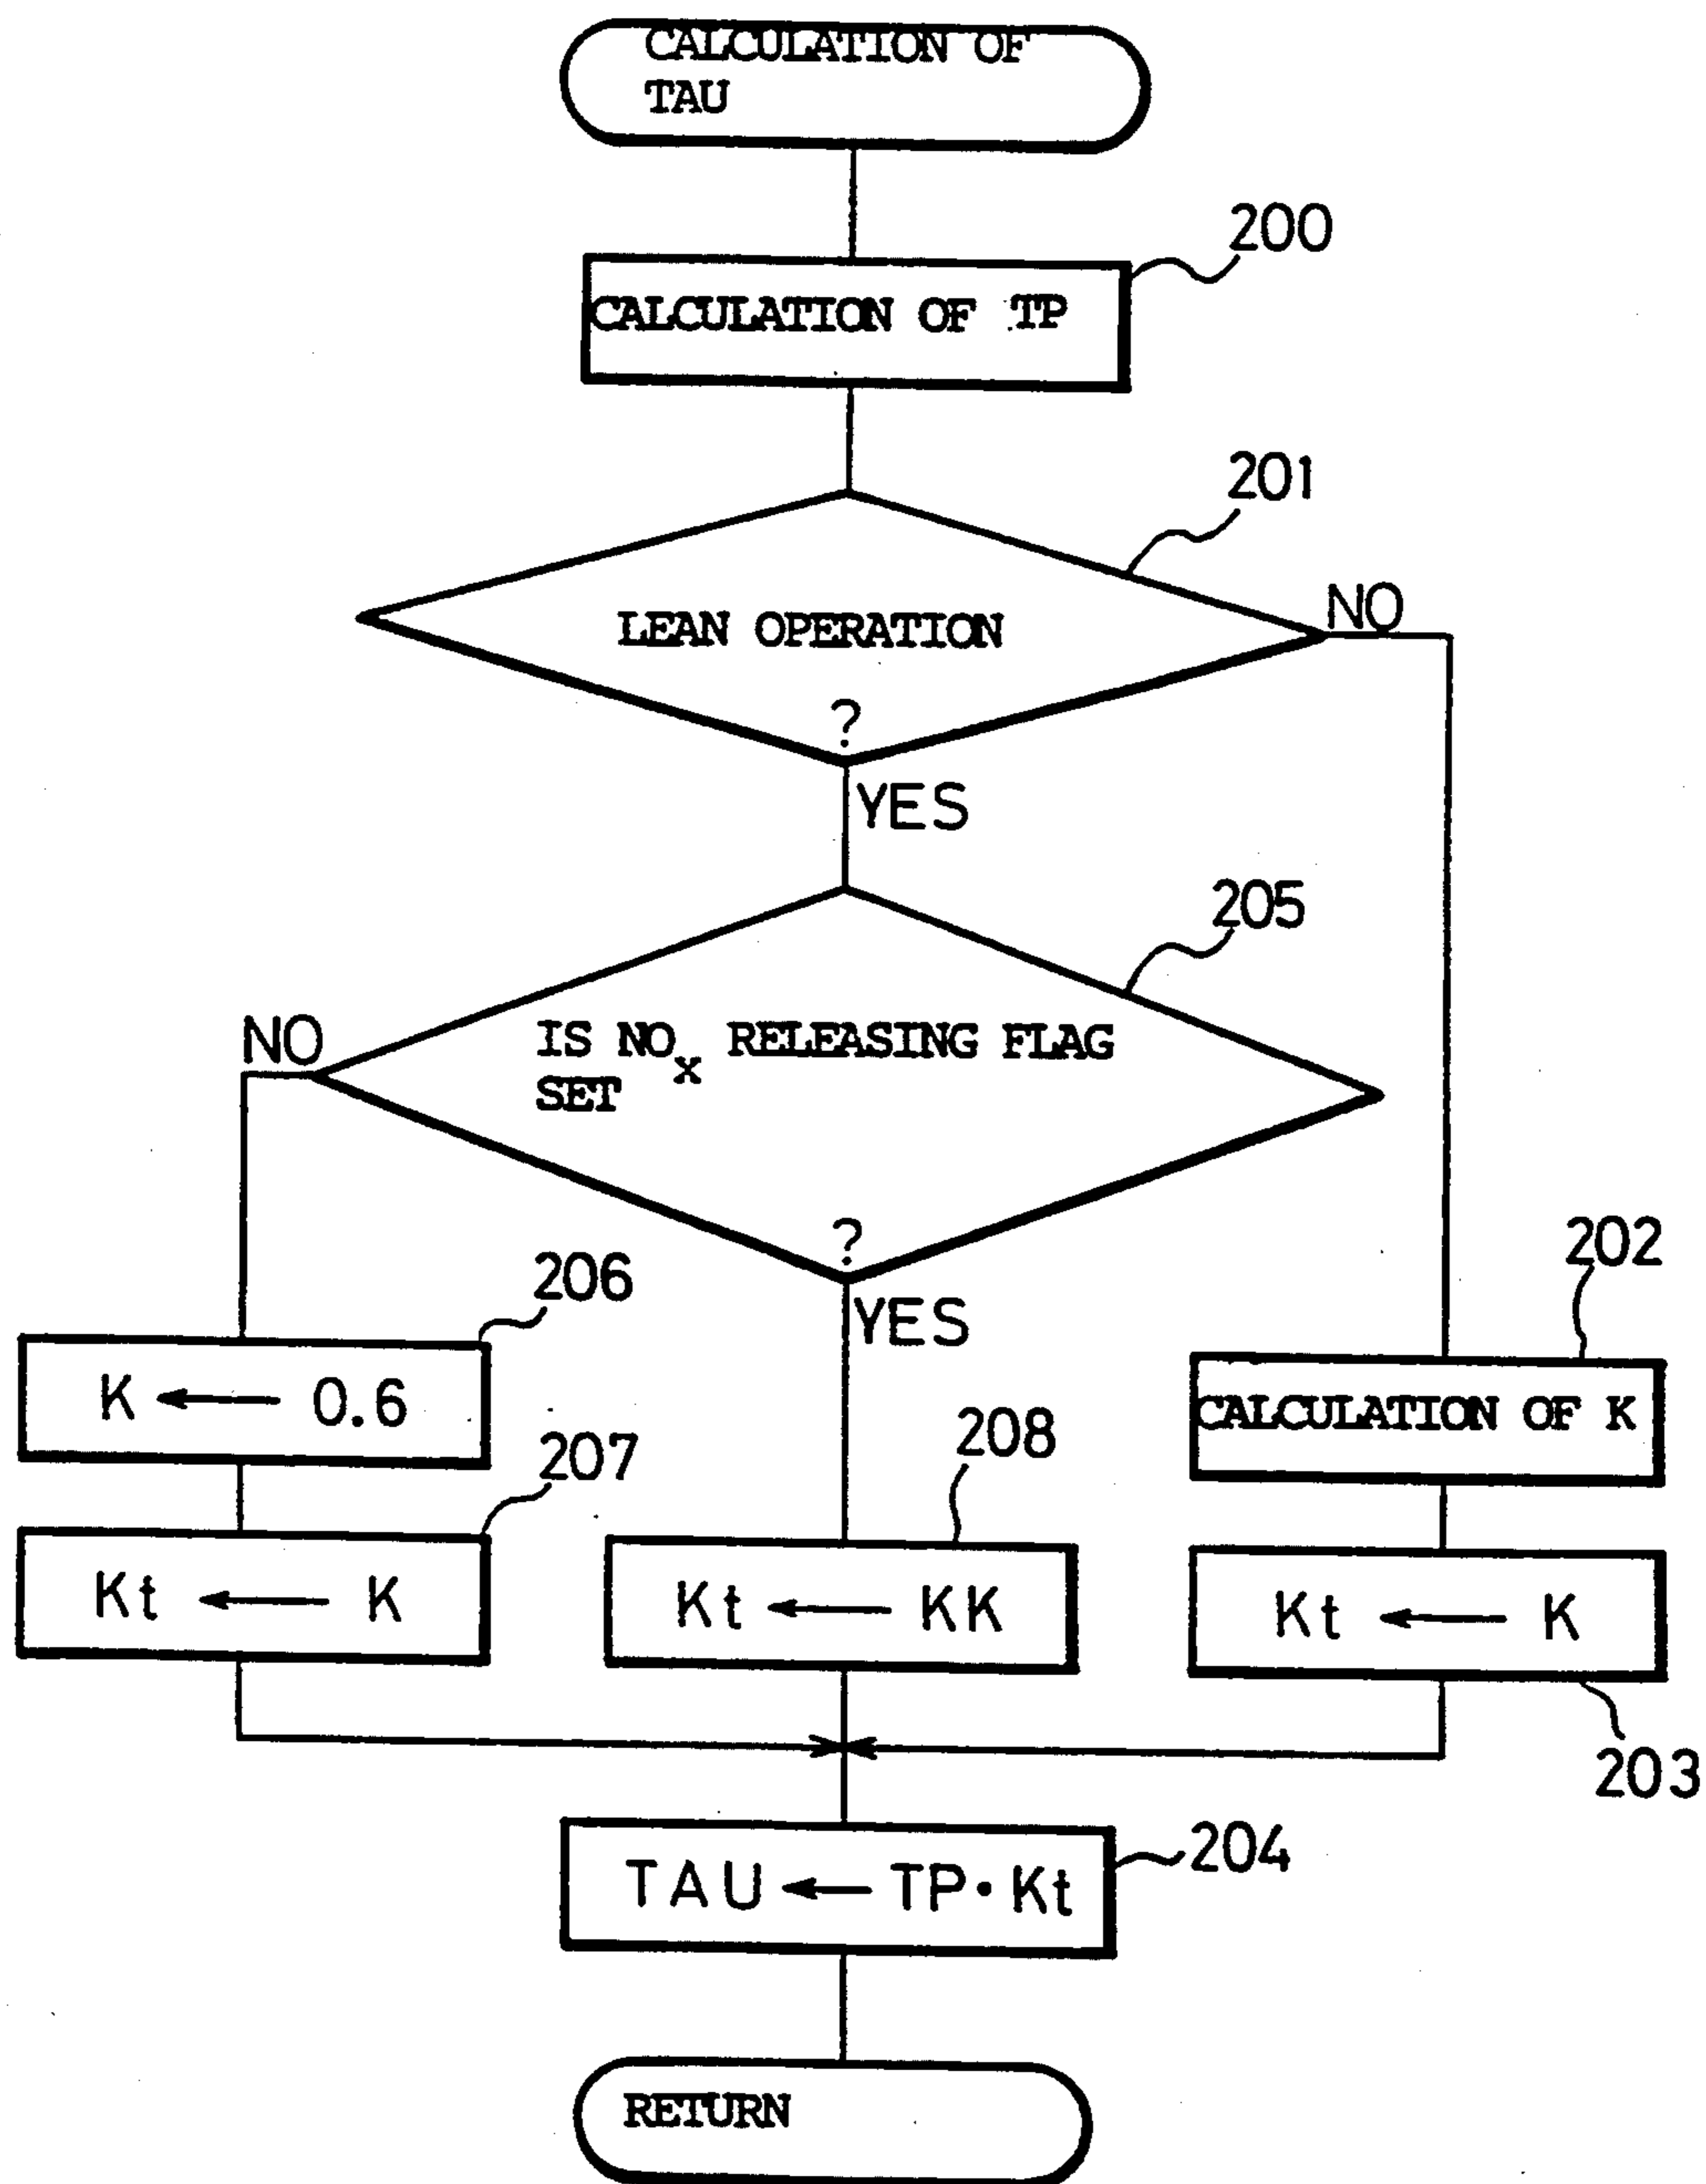 CALCULATION OF
TAU
200
CALCULATION OF TP
201
LEAN OPERATION
?
NO
YES
205
IS NOx RELEASING FLAG
SET
?
NO
YES
206
K ← 0.6
202
CALCULATION OF K
207
Kt ← K
208
Kt ← KK
Kt ← K
203
TAU ← TP・Kt
204
RETURN